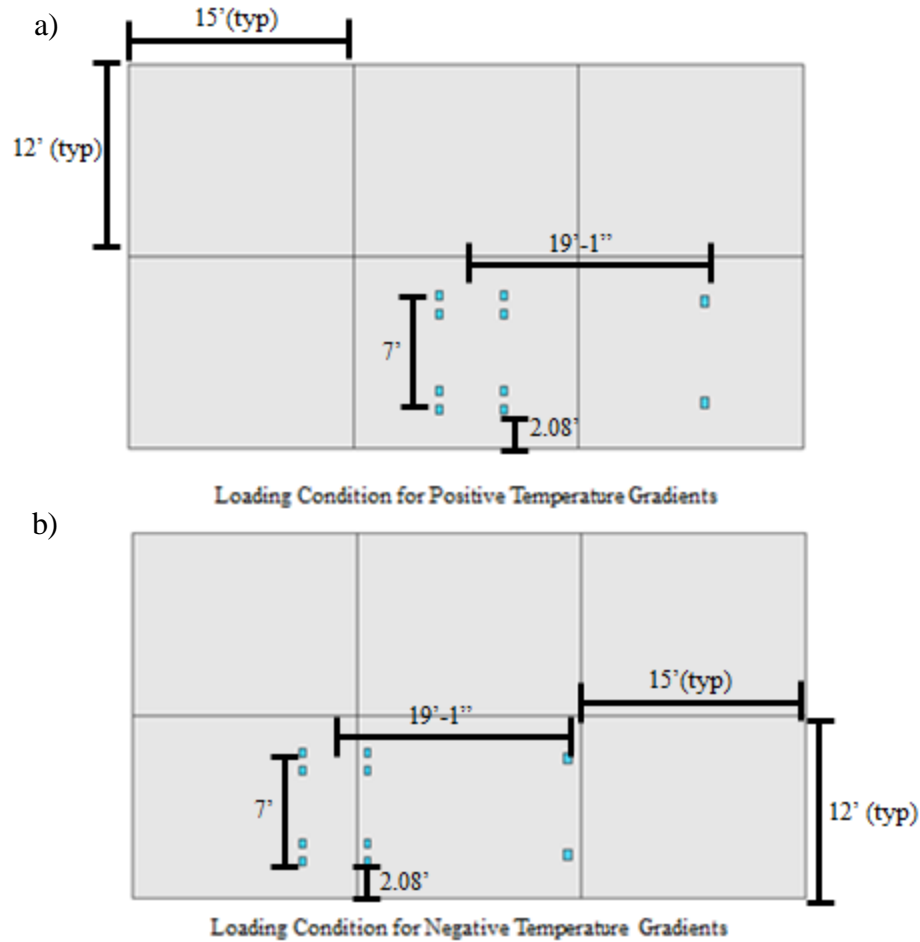 a)
15’(typ)
12’ (typ)
19’-1”
7’
2.08’
Loading Condition for Positive Temperature Gradients
b)
15’(typ)
19’-1”
7’
12’ (typ)
2.08’
Loading Condition for Negative Temperature Gradients